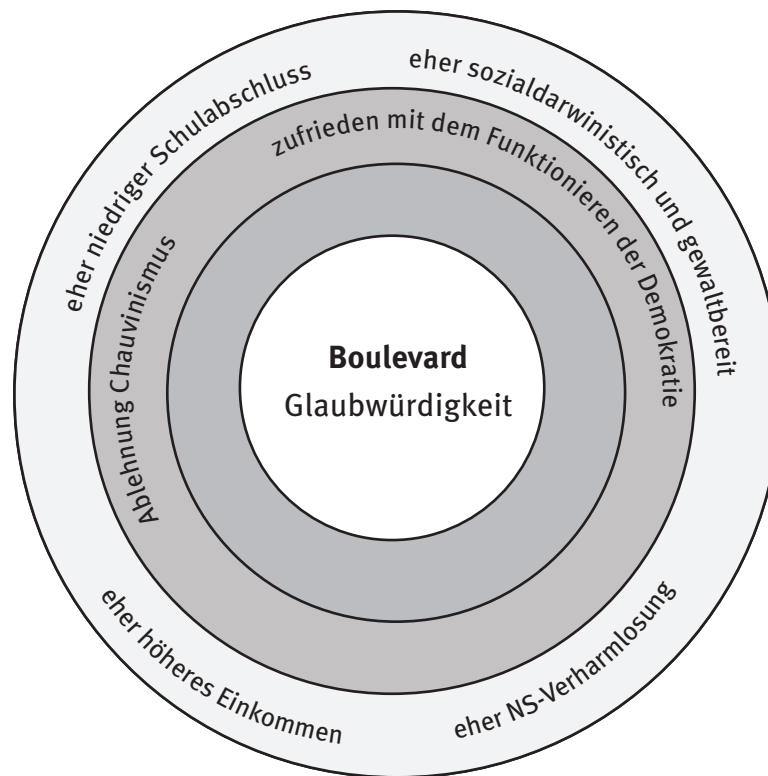 eher niedriger Schulabschluss
eher sozialdarwinistisch und gewaltbereit
zufrieden mit dem Funktionieren der Demokratie
Ablehnung Chauvinismus
Boulevard
Glaubwürdigkeit
eher höheres Einkommen
eher NS-Verharmlosung